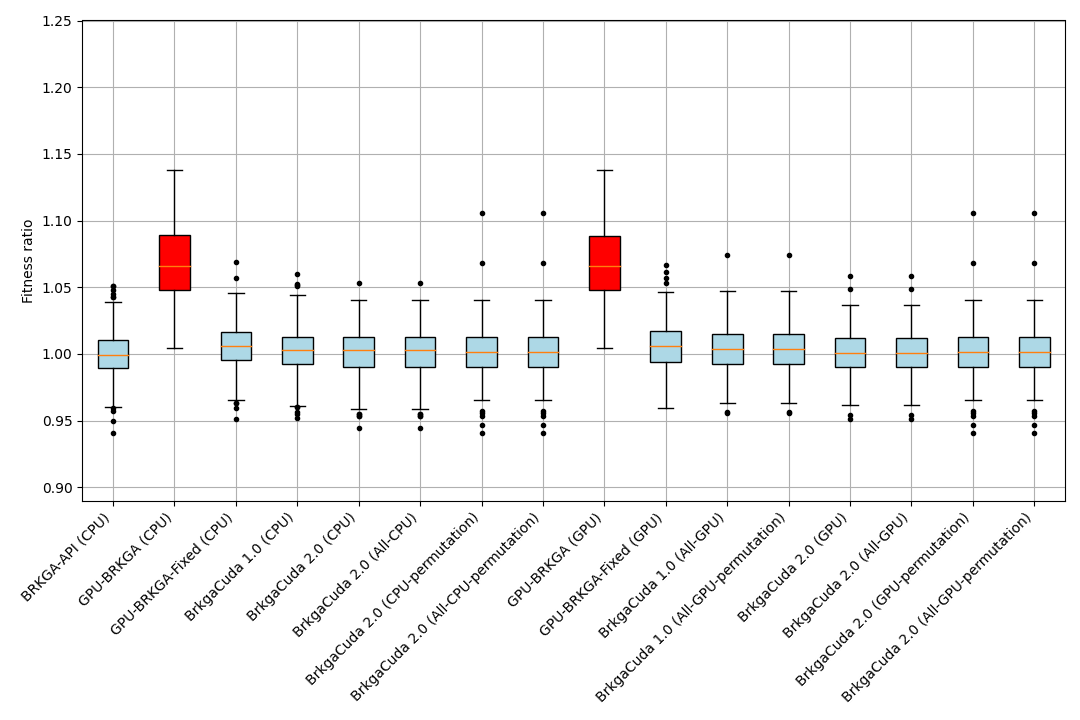 1.25
1.20
1.15
1.10
1.05
1.00
0.95
0.90
Fitness ratio
BRKGA-API (CPU)
GPU-BRKGA (CPU)
GPU-BRKGA-Fixed (CPU)
BrkgaCuda 1.0 (CPU)
BrkgaCuda 2.0 (CPU)
BrkgaCuda 2.0 (All-CPU)
BrkgaCuda 2.0 (CPU-permutation)
BrkgaCuda 2.0 (All-CPU-permutation)
GPU-BRKGA (GPU)
GPU-BRKGA-Fixed (GPU)
BrkgaCuda 1.0 (All-GPU)
BrkgaCuda 1.0 (All-GPU-permutation)
BrkgaCuda 2.0 (GPU)
BrkgaCuda 2.0 (All-GPU)
BrkgaCuda 2.0 (GPU-permutation)
BrkgaCuda 2.0 (All-GPU-permutation)